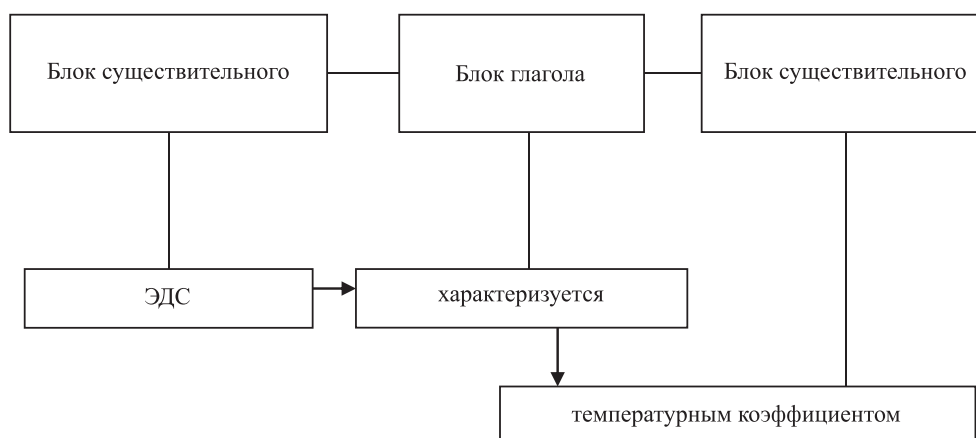 Блок существительного
Блок глагола
Блок существительного
ЭДС
характеризуется
температурным коэффициентом